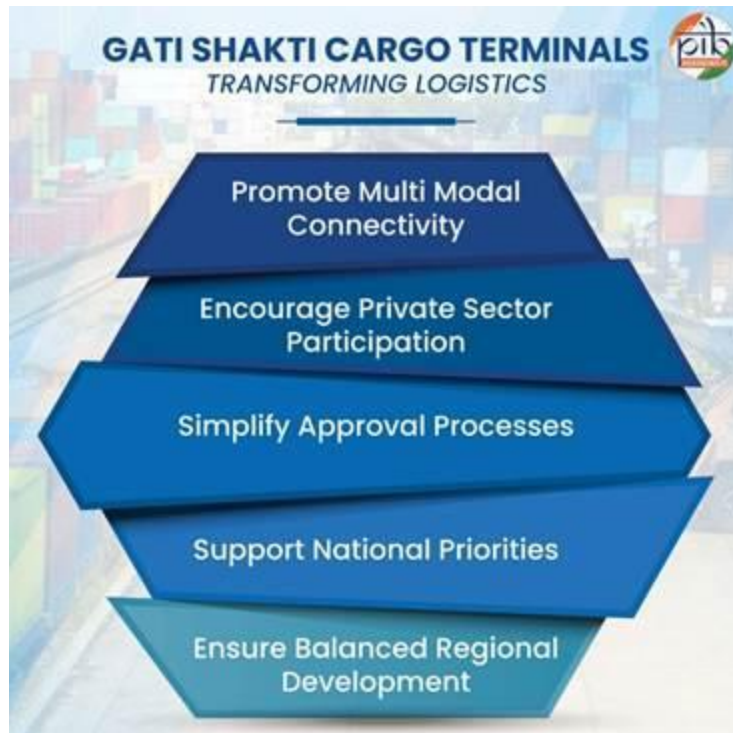 GATI SHAKTI CARGO TERMINALS
TRANSFORMING LOGISTICS
pib
Promote Multi Modal
Connectivity
Encourage Private Sector
Participation
Simplify Approval Processes
Support National Priorities
Ensure Balanced Regional
Development